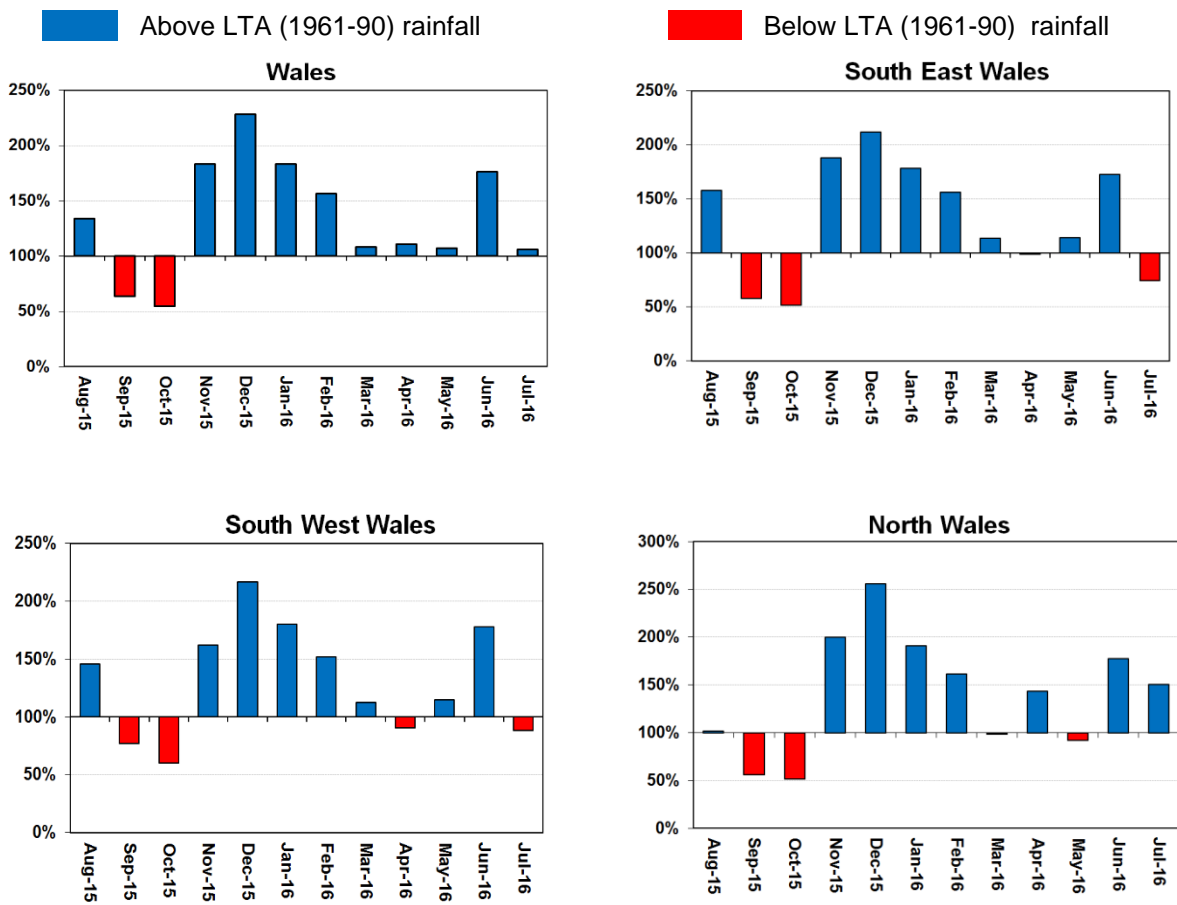 Above LTA (1961-90) rainfall
Below LTA (1961-90) rainfall
Wales
250%
200%
150%
100%
50%
0%
Aug-15
Sep-15
Oct-15
Nov-15
Dec-15
Jan-16
Feb-16
Mar-16
Apr-16
May-16
Jun-16
Jul-16
South East Wales
250%
200%
150%
100%
50%
0%
Aug-15
Sep-15
Oct-15
Nov-15
Dec-15
Jan-16
Feb-16
Mar-16
Apr-16
May-16
Jun-16
Jul-16
South West Wales
250%
200%
150%
100%
50%
0%
Aug-15
Sep-15
Oct-15
Nov-15
Dec-15
Jan-16
Feb-16
Mar-16
Apr-16
May-16
Jun-16
Jul-16
North Wales
300%
250%
200%
150%
100%
50%
0%
Aug-15
Sep-15
Oct-15
Nov-15
Dec-15
Jan-16
Feb-16
Mar-16
Apr-16
May-16
Jun-16
Jul-16